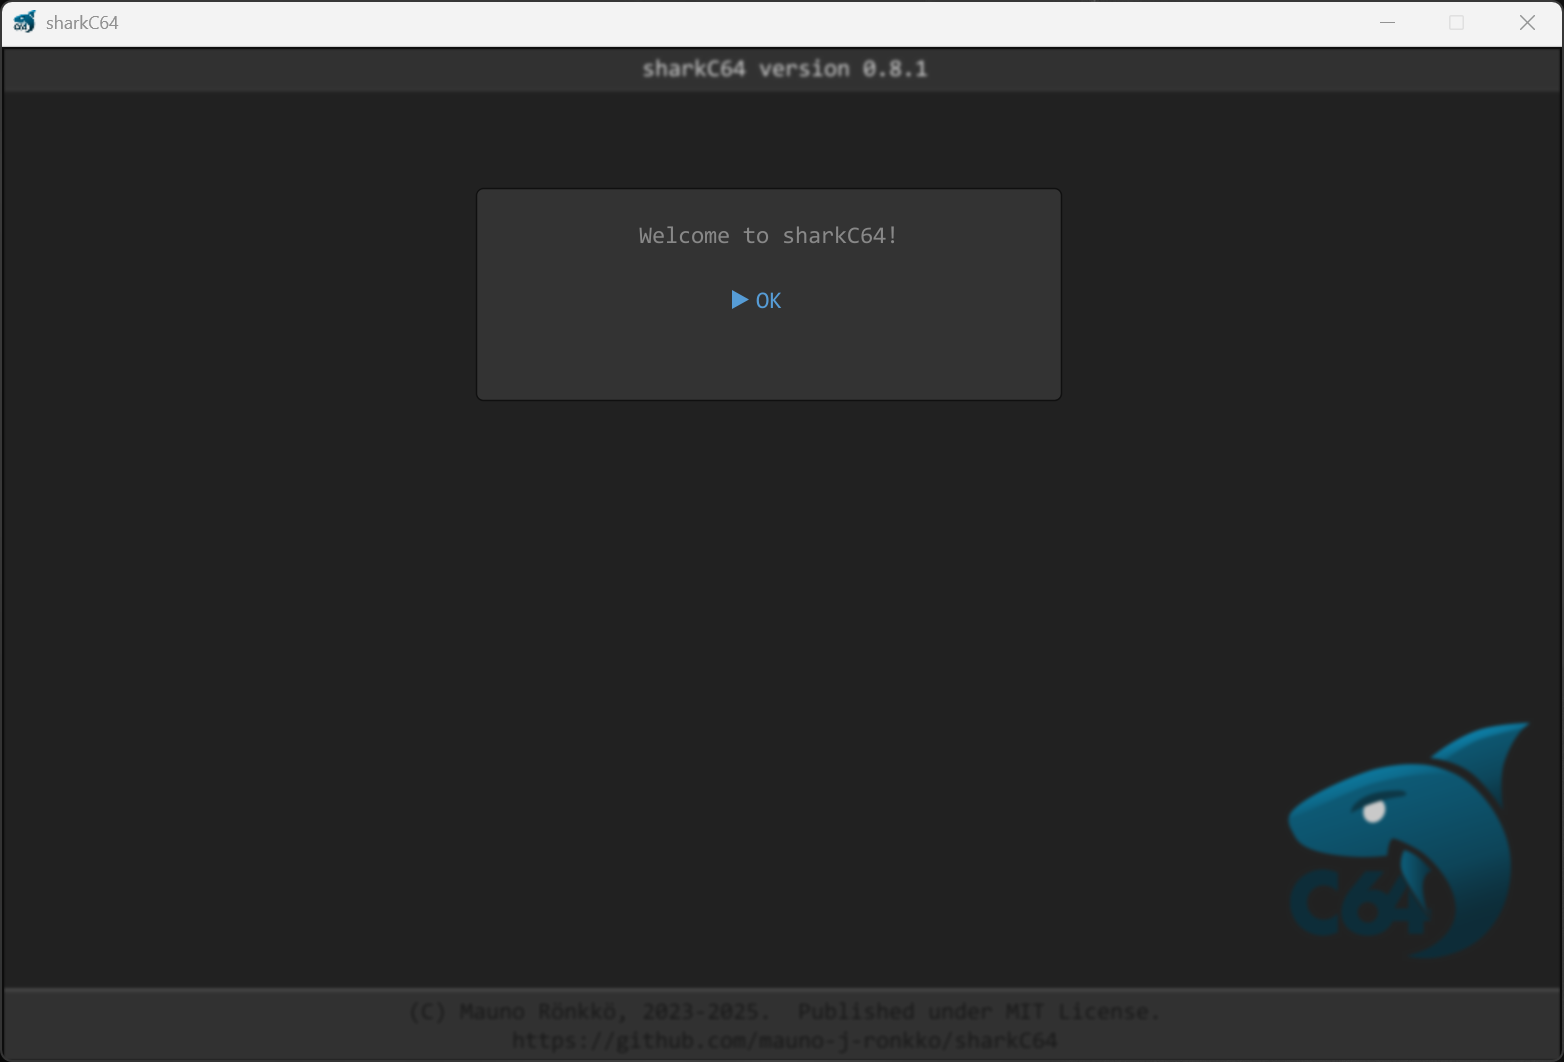 sharkC64
sharkC64 version 0.8.1
Welcome to sharkC64!
▶ OK
C64
(C) Mauno Rönkkö, 2023-2025.  Published under MIT License.
https://github.com/mauno-j-ronkko/sharkC64